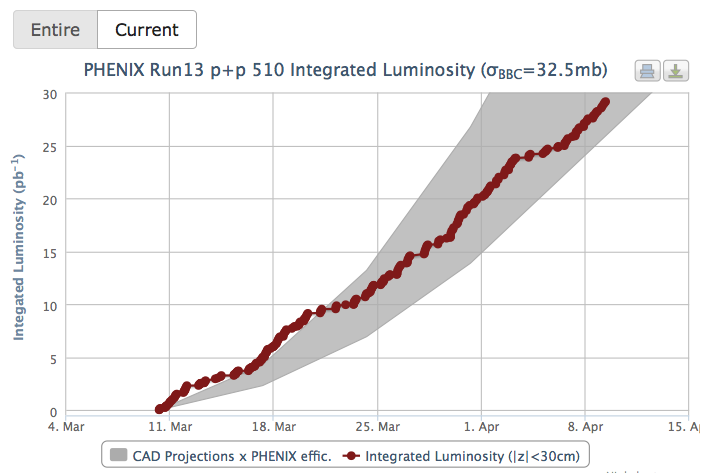 Entire Current
PHENIX Run13 p+p 510 Integrated Luminosity (σBBC=32.5mb)
Integated Luminosity (pb⁻¹)
30
25
20
15
10
5
0
4. Mar 11. Mar 18. Mar 25. Mar 1. Apr 8. Apr 15. A
CAD Projections x PHENIX effic. Integrated Luminosity (|z|<30cm)